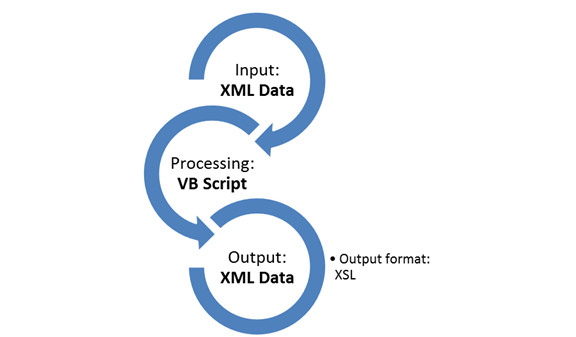 Input:
XML Data
Processing:
VB Script
Output:
XML Data
• Output format:
XSL